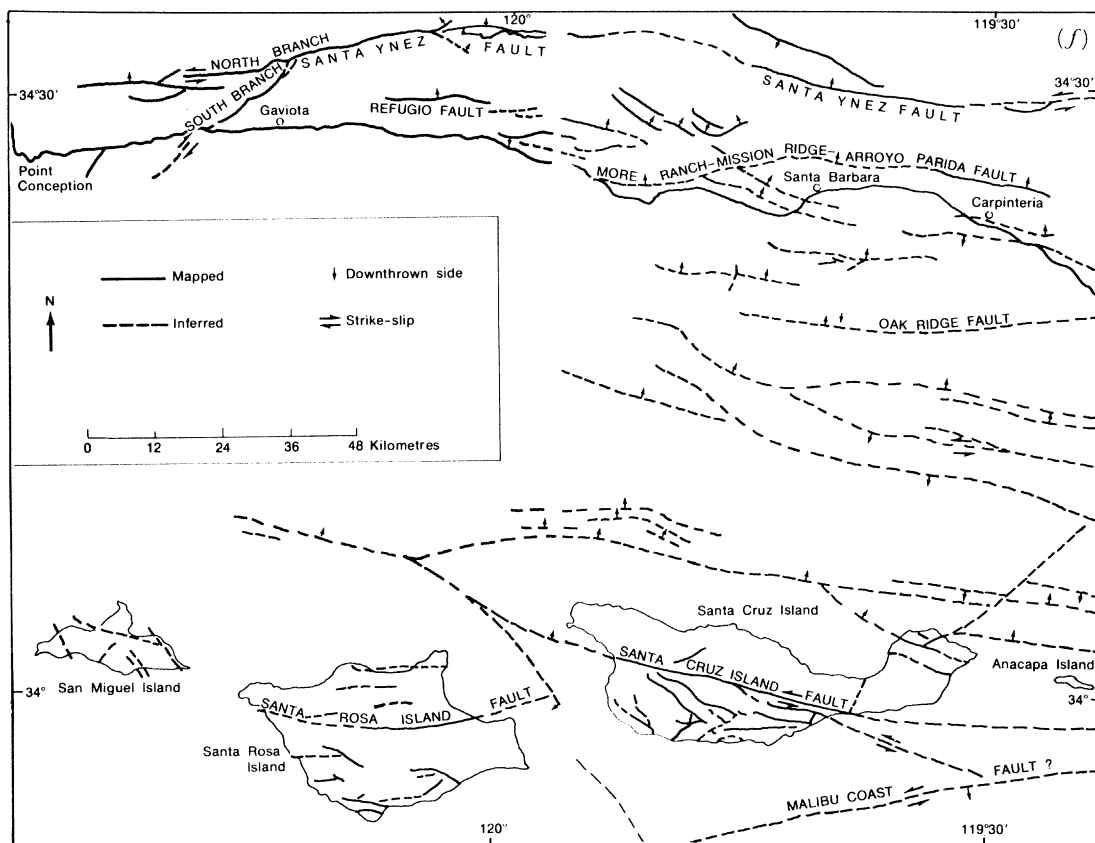 120°
119°30'
(f)
NORTH BRANCH
SANTA YNEZ FAULT
34°30'
34°30'
SOUTH BRANCH
SANTA YNEZ FAULT
Gaviota
REFUGIO FAULT
Point
Conception
MORE RANCH-MISSION RIDGE-ARROYO PARIDA FAULT
Santa Barbara
Carpinteria
Mapped
Downthrown side
N
Inferred
Strike-slip
OAK RIDGE FAULT
0 12 24 36 48 Kilometres
Santa Cruz Island
San Miguel Island
SANTA CRUZ ISLAND FAULT
Anacapa Island
34°
34°
SANTA ROSA ISLAND FAULT
Santa Rosa
Island
MALIBU COAST FAULT ?
120°
119°30'